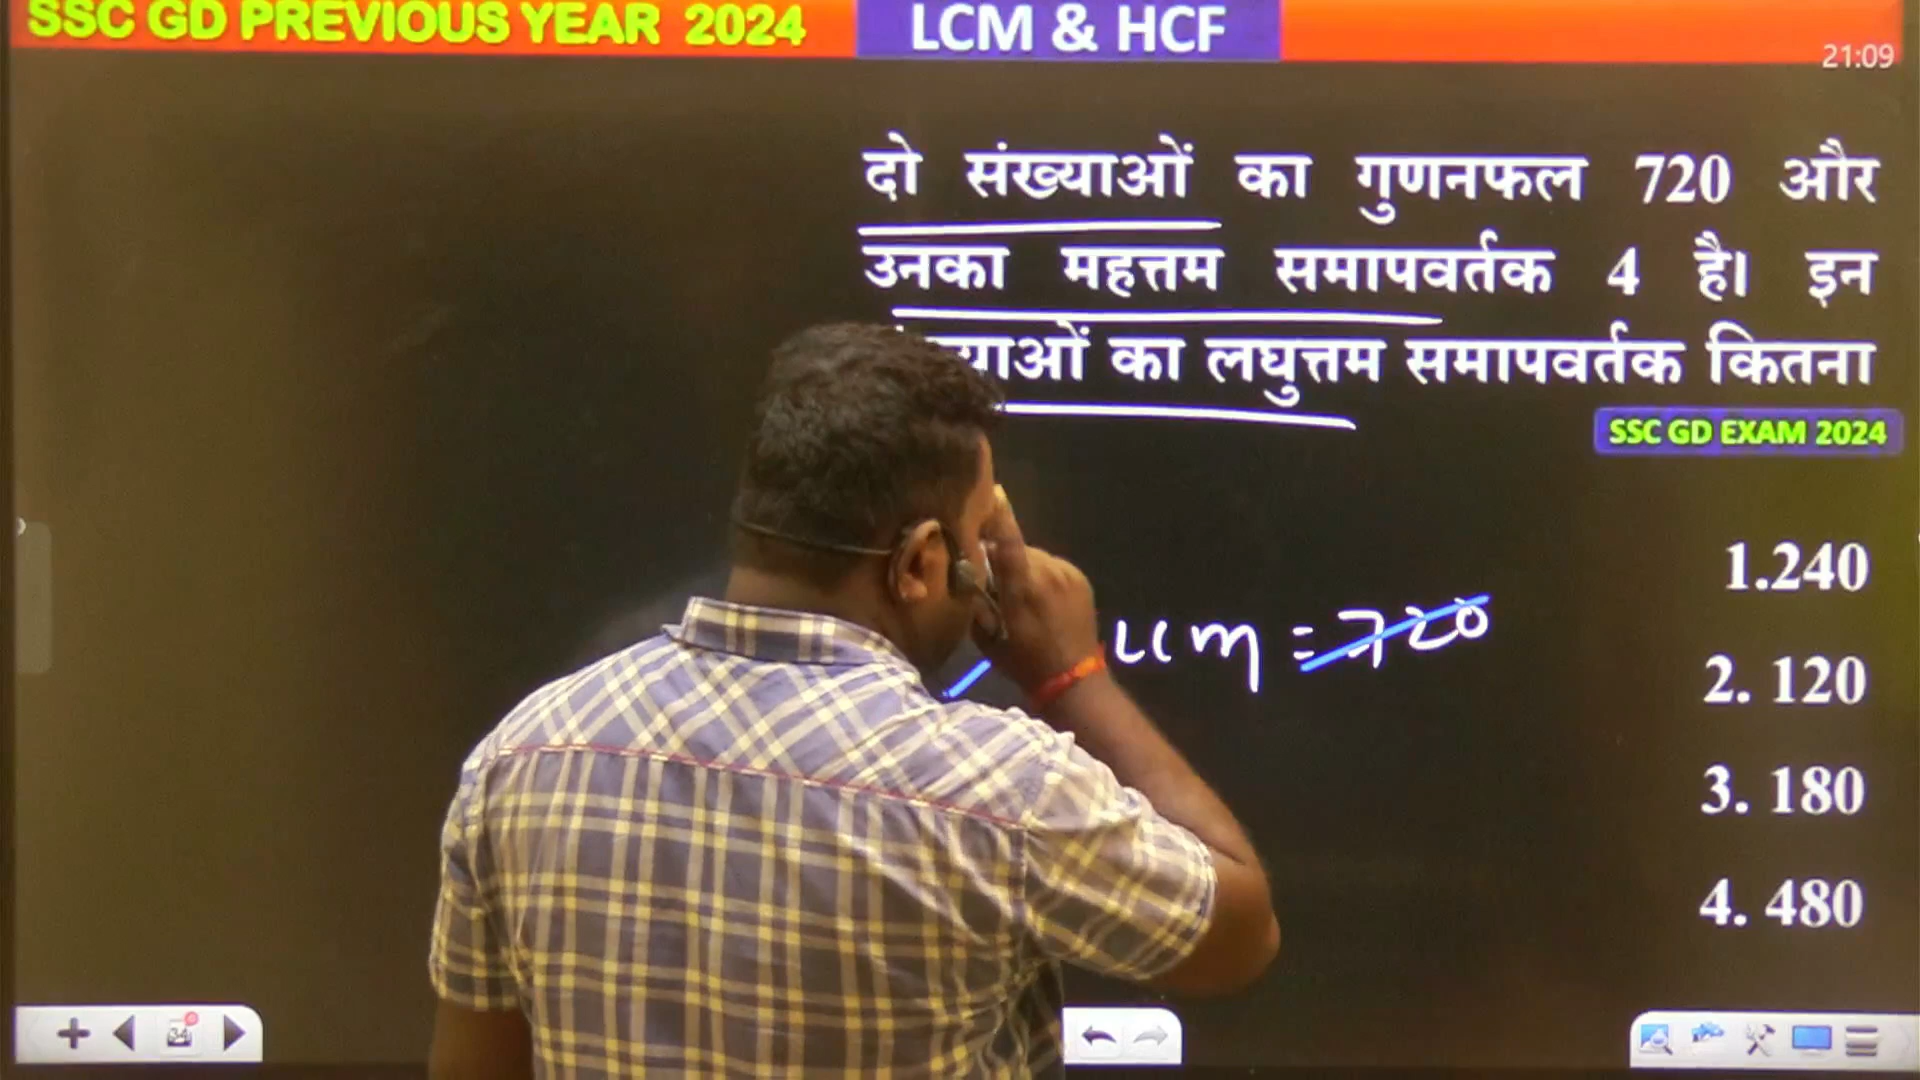 SSC GD PREVIOUS YEAR 2024
LCM & HCF
21:09
दो संख्याओं का गुणनफल 720 और
उनका महत्तम समापवर्तक 4 है। इन
का लघुत्तम समापवर्तक कितना
SSC GD EXAM 2024
1.240
LCM = 720
2. 120
3. 180
4. 480
34